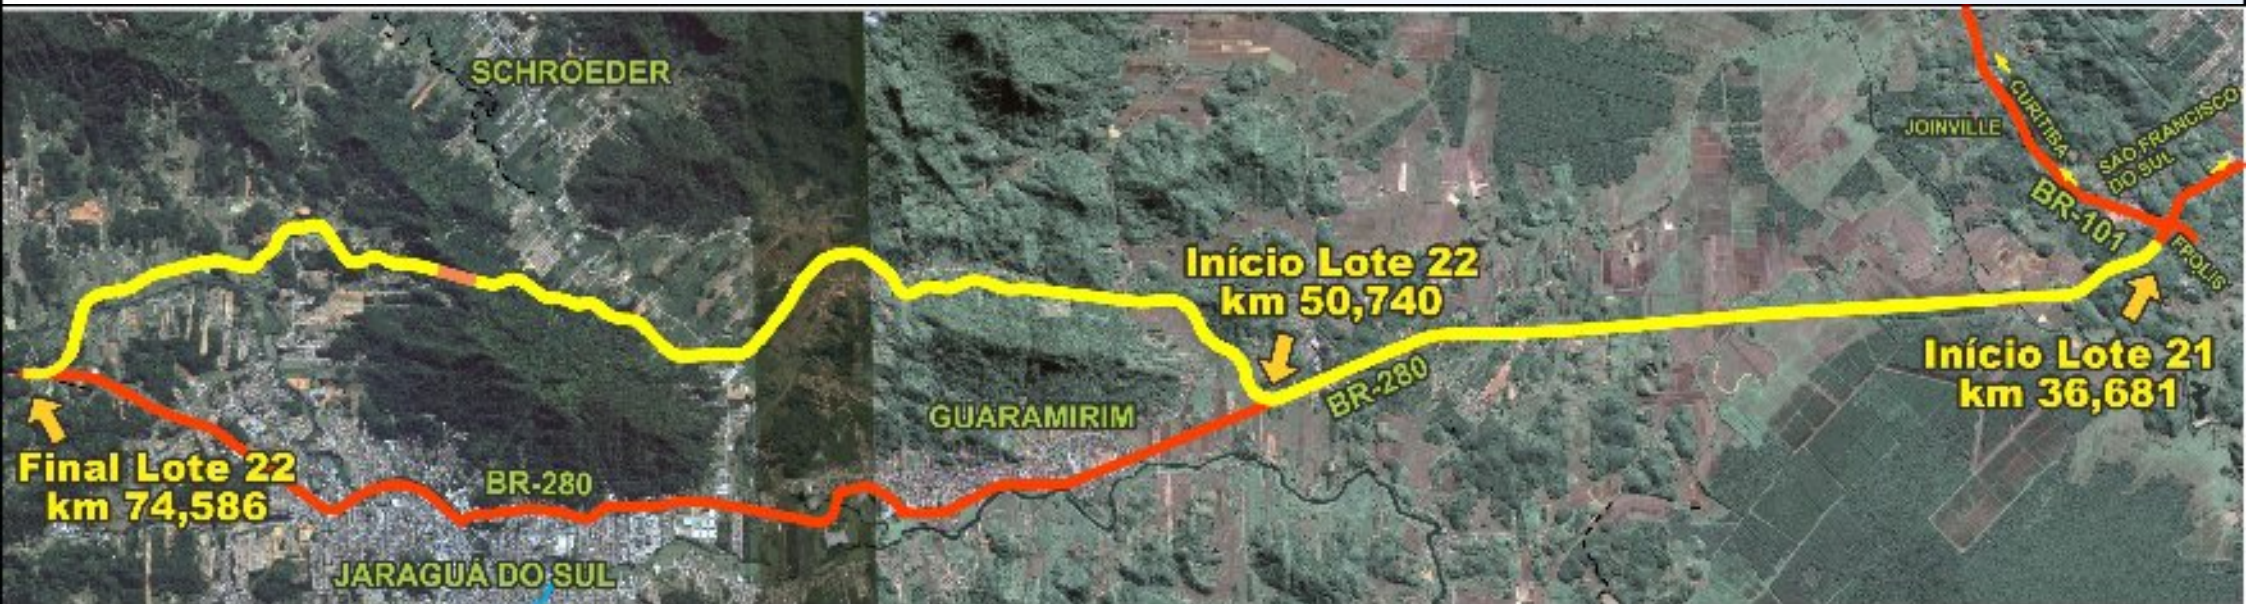 SCHROEDER
CURITIBA
JOINVILLE
SÃO FRANCISCO
DO SUL
BR-101
FPOLIS
Início Lote 22
km 50,740
Início Lote 21
km 36,681
BR-280
GUARAMIRIM
Final Lote 22
km 74,586
BR-280
JARAGUÁ DO SUL